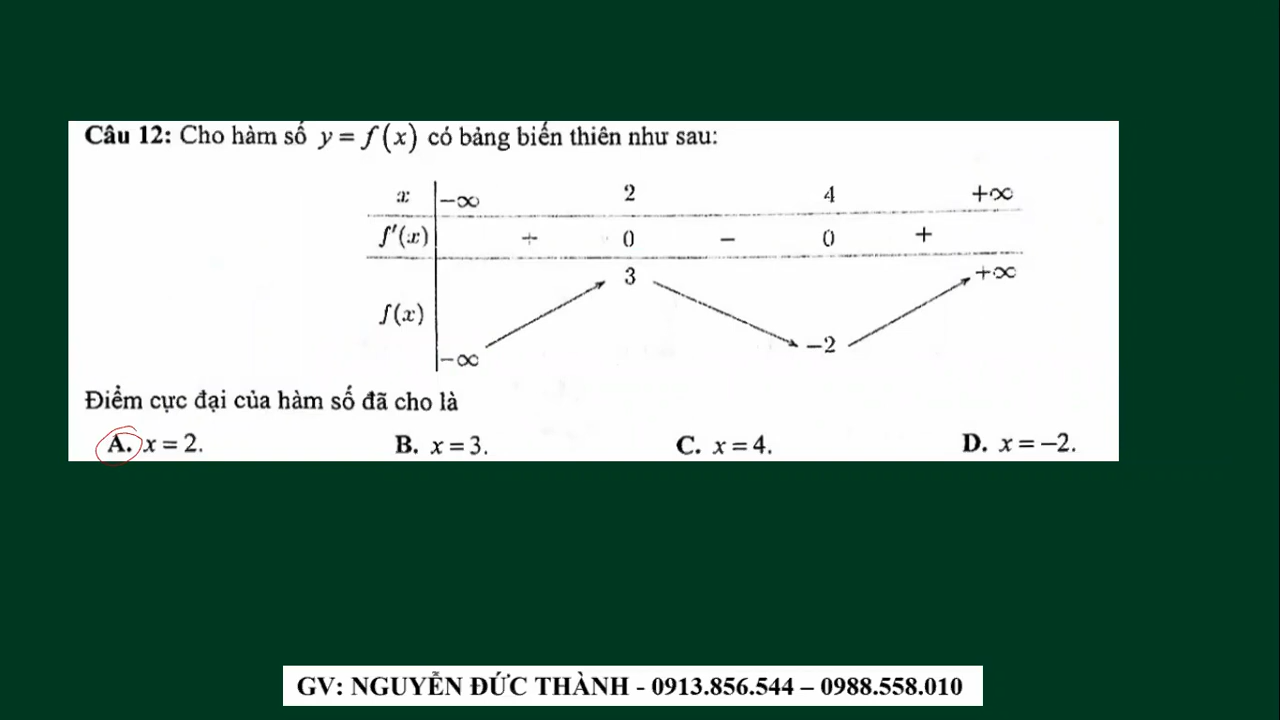 Câu 12: Cho hàm số y = f(x) có bảng biến thiên như sau:
x −∞ 2 4 +∞
f'(x) + 0 − 0 +
3 +∞
f(x)
−2
−∞
Điểm cực đại của hàm số đã cho là
A. x = 2. B. x = 3. C. x = 4. D. x = −2.
GV: NGUYỄN ĐỨC THÀNH - 0913.856.544 – 0988.558.010